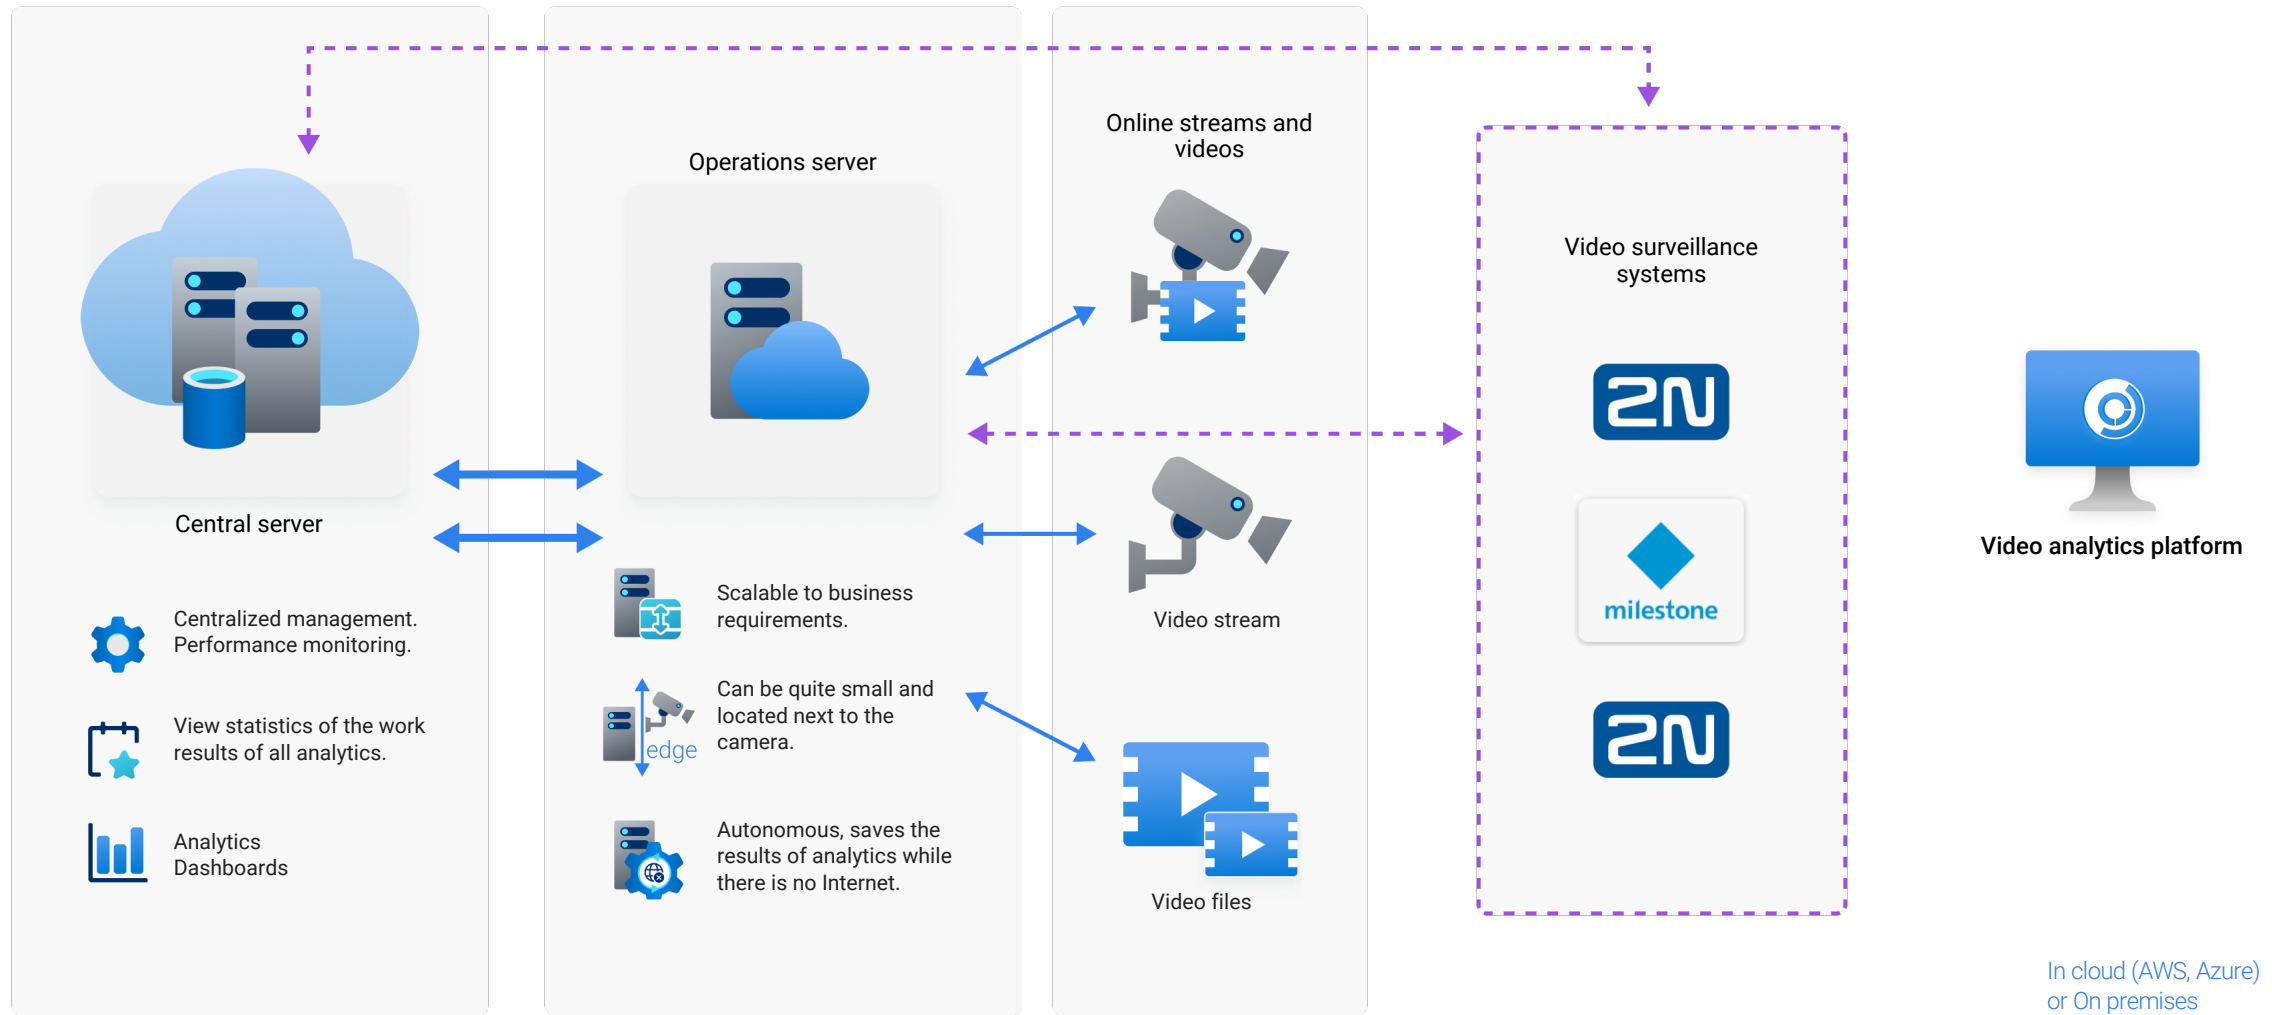 Central server
Centralized management.
Performance monitoring.
View statistics of the work
results of all analytics.
Analytics
Dashboards
Operations server
Scalable to business
requirements.
edge
Can be quite small and
located next to the
camera.
Autonomous, saves the
results of analytics while
there is no Internet.
Online streams and
videos
Video stream
Video files
Video surveillance
systems
2N
milestone
2N
Video analytics platform
In cloud (AWS, Azure)
or On premises